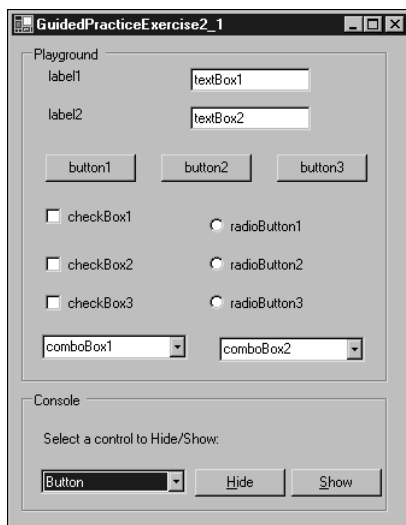 GuidedPracticeExercise2_1
Playground
label1 textBox1
label2 textBox2
button1 button2 button3
checkBox1 radioButton1
checkBox2 radioButton2
checkBox3 radioButton3
comboBox1 comboBox2
Console
Select a control to Hide/Show:
Button Hide Show